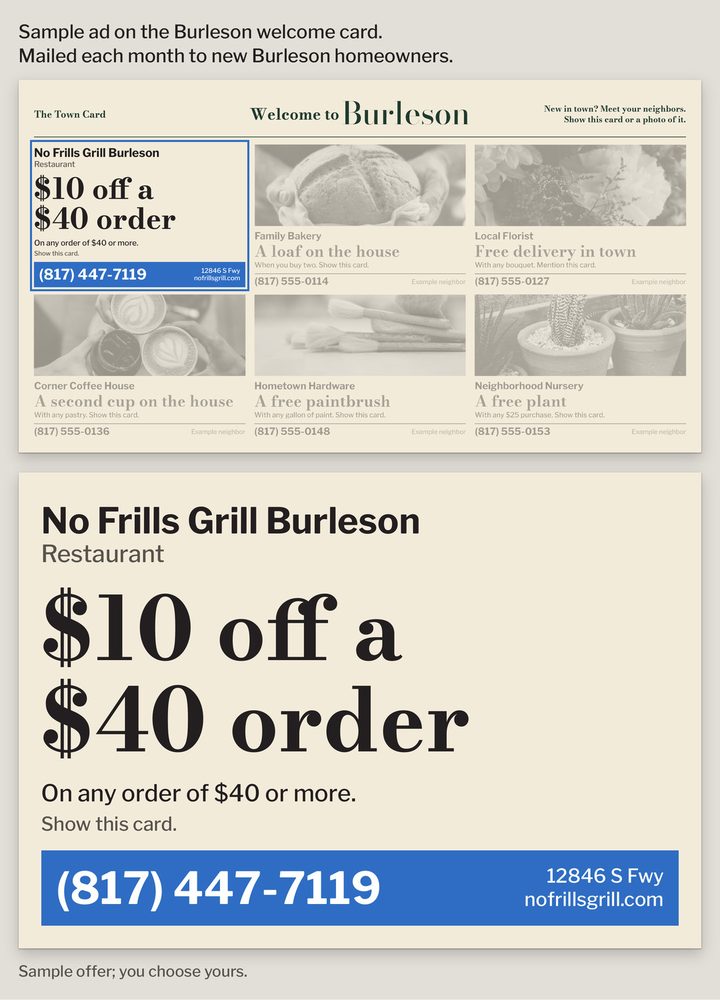 Sample ad on the Burleson welcome card.
Mailed each month to new Burleson homeowners.
The Town Card
Welcome to Burleson
New in town? Meet your neighbors.
Show this card or a photo of it.
No Frills Grill Burleson
Restaurant
$10 off a
$40 order
On any order of $40 or more.
Show this card.
(817) 447-7119
12846 S Fwy
nofrillsgrill.com
Family Bakery
A loaf on the house
When you buy two. Show this card.
(817) 555-0114
Example neighbor
Local Florist
Free delivery in town
With any bouquet. Mention this card.
(817) 555-0127
Example neighbor
Corner Coffee House
A second cup on the house
With any pastry. Show this card.
(817) 555-0136
Example neighbor
Hometown Hardware
A free paintbrush
With any gallon of paint. Show this card.
(817) 555-0148
Example neighbor
Neighborhood Nursery
A free plant
With any $25 purchase. Show this card.
(817) 555-0153
Example neighbor
No Frills Grill Burleson
Restaurant
$10 off a
$40 order
On any order of $40 or more.
Show this card.
(817) 447-7119
12846 S Fwy
nofrillsgrill.com
Sample offer; you choose yours.